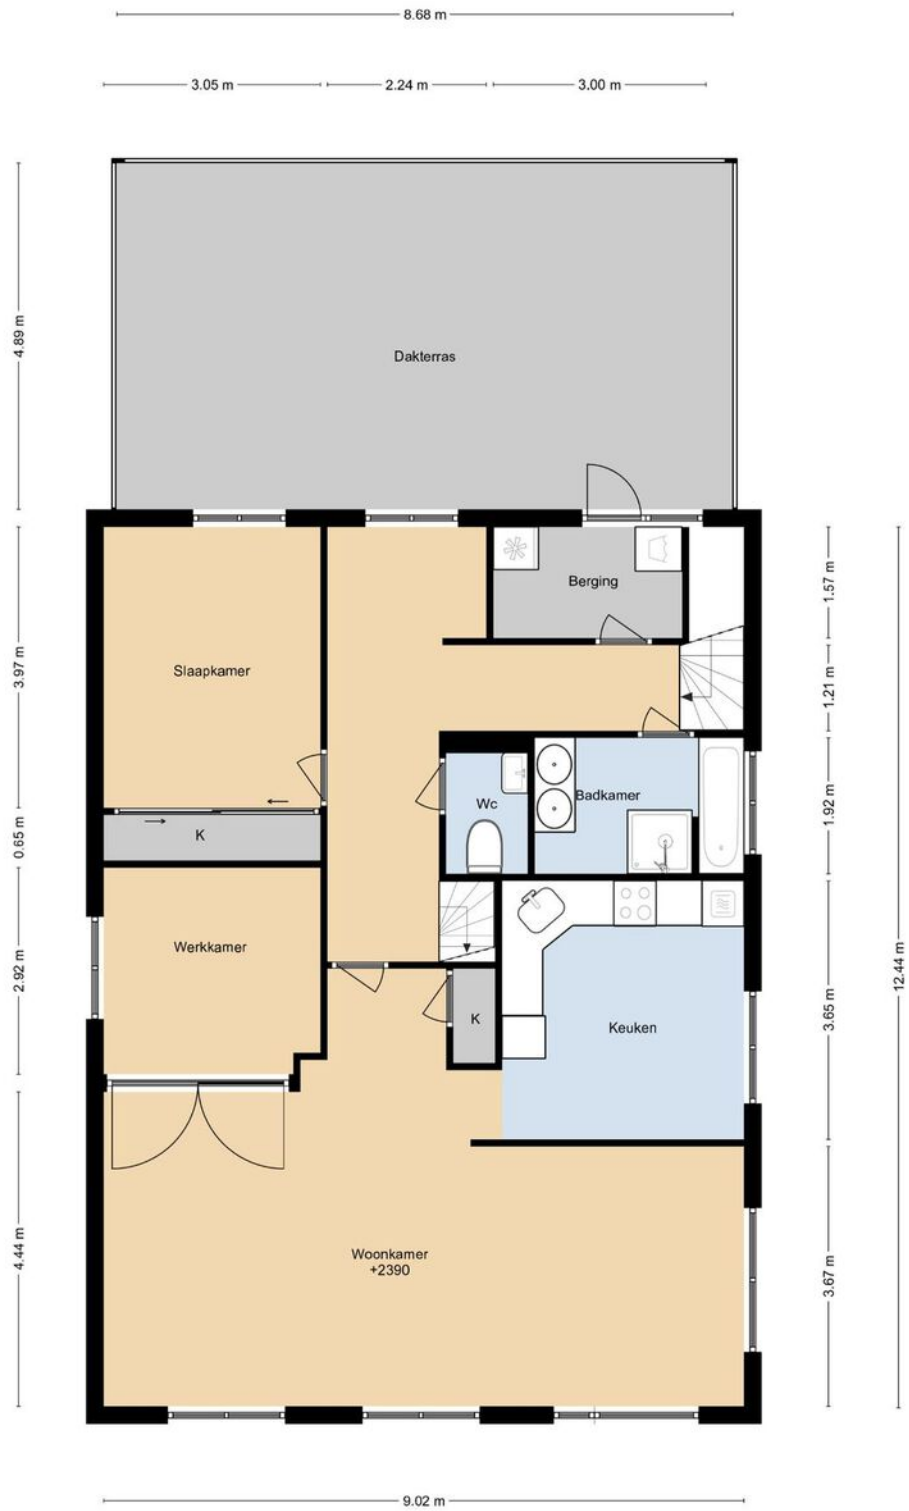 8.68 m
3.05 m
2.24 m
3.00 m
4.89 m
Dakterras
3.97 m
Slaapkamer
Berging
1.57 m
1.21 m
0.65 m
K
Wc
Badkamer
1.92 m
12.44 m
2.92 m
Werkkamer
K
Keuken
3.65 m
4.44 m
Woonkamer
+2390
3.67 m
9.02 m